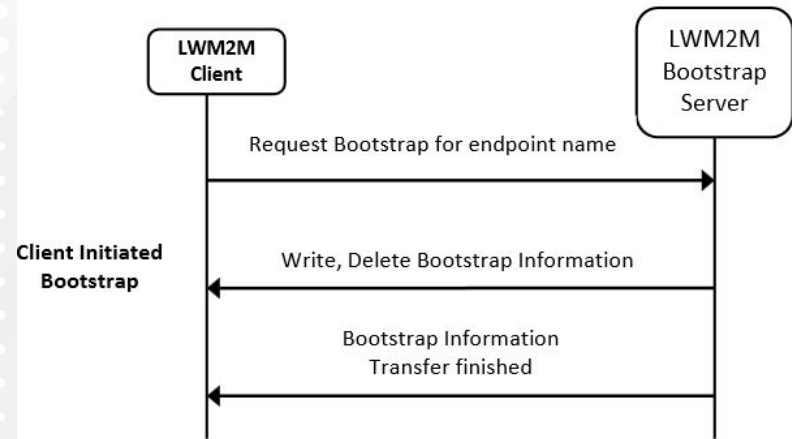 LWM2M
Client
LWM2M
Bootstrap
Server
Request Bootstrap for endpoint name
Client Initiated
Bootstrap
Write, Delete Bootstrap Information
Bootstrap Information
Transfer finished